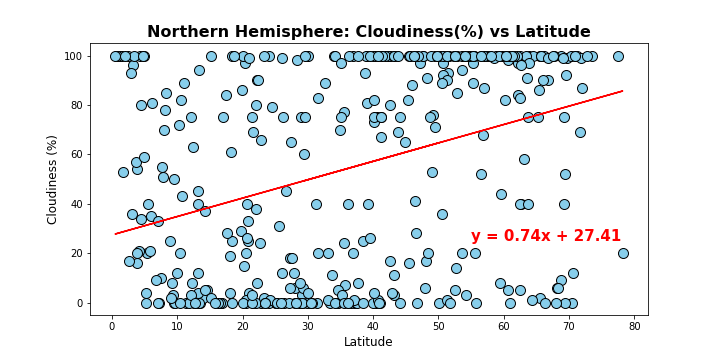 Northern Hemisphere: Cloudiness(%) vs Latitude
100
80
60
40
20
0
Cloudiness (%)
y = 0.74x + 27.41
0 10 20 30 40 50 60 70 80
Latitude